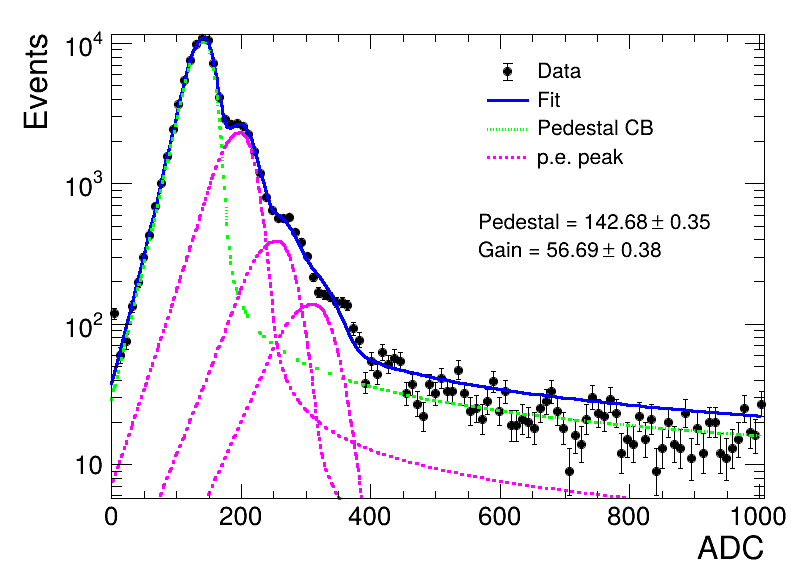 Events
10⁴
10³
10²
10
Data
Fit
Pedestal CB
p.e. peak
Pedestal = 142.68 ± 0.35
Gain = 56.69 ± 0.38
0 200 400 600 800 1000
ADC